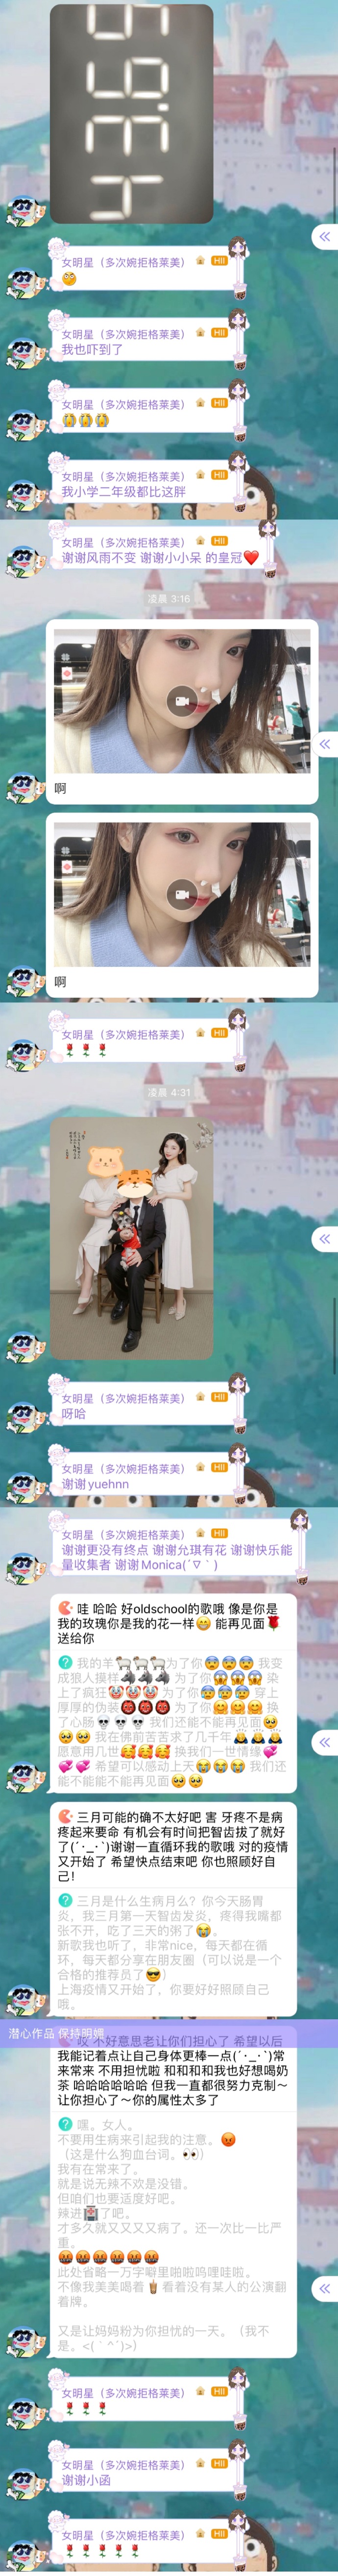 女明星（多次婉拒格莱美） HII
女明星（多次婉拒格莱美） HII
我也吓到了
女明星（多次婉拒格莱美） HII
😭😭😭
女明星（多次婉拒格莱美） HII
我小学二年级都比这胖
女明星（多次婉拒格莱美） HII
谢谢风雨不变 谢谢小小呆 的皇冠❤️
凌晨 3:16
啊
啊
女明星（多次婉拒格莱美） HII
🌹🌹🌹
凌晨 4:31
女明星（多次婉拒格莱美） HII
呀哈
女明星（多次婉拒格莱美） HII
谢谢yuehnn
女明星（多次婉拒格莱美） HII
谢谢更没有终点 谢谢允琪有花 谢谢快乐能
量收集者 谢谢Monica(´∇｀)
哇 哈哈 好oldschool的歌哦 像是你是
我的玫瑰你是我的花一样😁 能再见面🌹
送给你
我的羊🐑🐑🐑为了你😨😨😨 我变
成狼人摸样🐺🐺🐺 为了你😱😱😱 染
上了疯狂🤡🤡🤡 为了你😰😰😰 穿上
厚厚的伪装👹👹👹 为了你🤗🤗🤗 换
了心肠💀💀💀 我们还能不能再见面🥺
🥺🥺 我在佛前苦苦求了几千年🙇🙇🙇
愿意用几世🥰🥰🥰 换我们一世情缘💞
💞💞 希望可以感动上天😭😭😭 我们还
能不能能不能再见面🥺🥺
三月可能的确不太好吧 害 牙疼不是病
疼起来要命 有机会有时间把智齿拔了就好
了(´･_･`)谢谢一直循环我的歌哦 对的疫情
又开始了 希望快点结束吧 你也照顾好自
己!
三月是什么生病月么？你今天肠胃
炎，我三月第一天智齿发炎，疼得我嘴都
张不开，吃了三天的粥了😭。
新歌我也听了，非常nice，每天都在循
环，每天都分享在朋友圈（可以说是一个
合格的推荐员了😎）
上海疫情又开始了，你要好好照顾自己
哦。
潜心作品 保持明媚
哎 不好意思老让你们担心了 希望以后
我能记着点让自己身体更棒一点(´･_･`)常
来常来 不用担忧啦 和和和和我也好想喝奶
茶 哈哈哈哈哈哈 但我一直都很努力克制～
让你担心了～你的属性太多了
嘿。女人。
不要用生病来引起我的注意。😡
（这是什么狗血台词。👀）
我有在常来了。
就是说无辣不欢是没错。
但咱们也要适度好吧。
辣进🏥了吧。
才多久就又又又又病了。还一次比一比严
重。
🤬🤬🤬🤬🤬🤬
此处省略一万字噼里啪啦呜哩哇啦。
不像我美美喝着🧋看着没有某人的公演翻
着牌。
又是让妈妈粉为你担忧的一天。（我不
是。<(｀^´)>）
女明星（多次婉拒格莱美） HII
🌹🌹🌹
女明星（多次婉拒格莱美） HII
谢谢小函
女明星（多次婉拒格莱美） HII
🌹🌹🌹🌹🌹